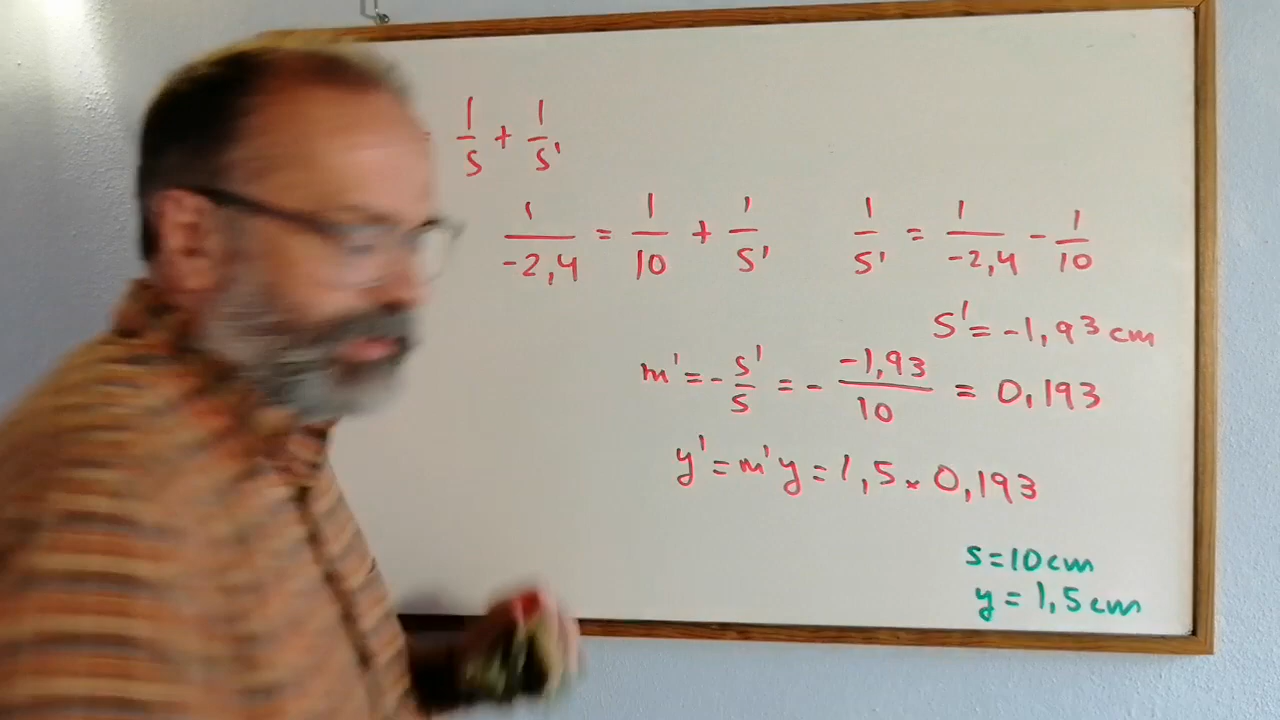 = 1/s + 1/s'
1/-2,4 = 1/10 + 1/s' 1/s' = 1/-2,4 - 1/10
s' = -1,93 cm
m' = - s'/s = - -1,93/10 = 0,193
y' = m'y = 1,5 × 0,193
s = 10 cm
y = 1,5 cm